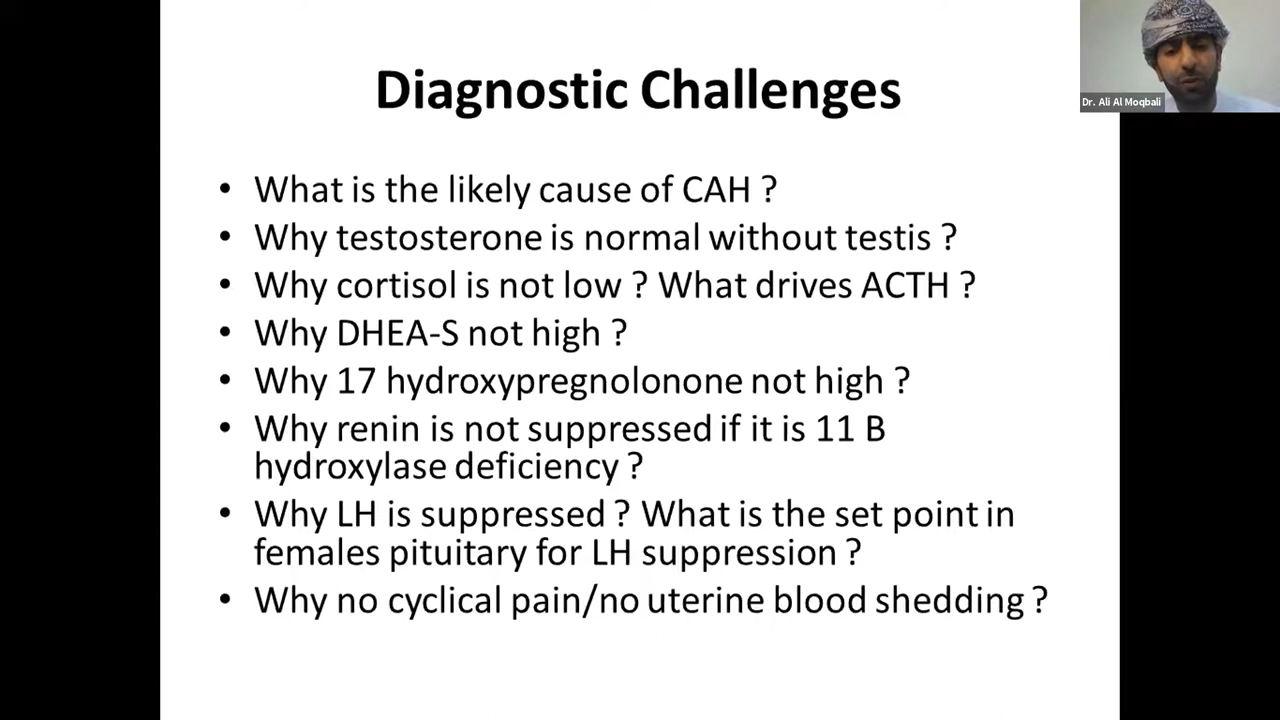 Diagnostic Challenges
Dr. Ali Al Moqbali
• What is the likely cause of CAH ?
• Why testosterone is normal without testis ?
• Why cortisol is not low ? What drives ACTH ?
• Why DHEA-S not high ?
• Why 17 hydroxypregnolonone not high ?
• Why renin is not suppressed if it is 11 B
hydroxylase deficiency ?
• Why LH is suppressed ? What is the set point in
females pituitary for LH suppression ?
• Why no cyclical pain/no uterine blood shedding ?